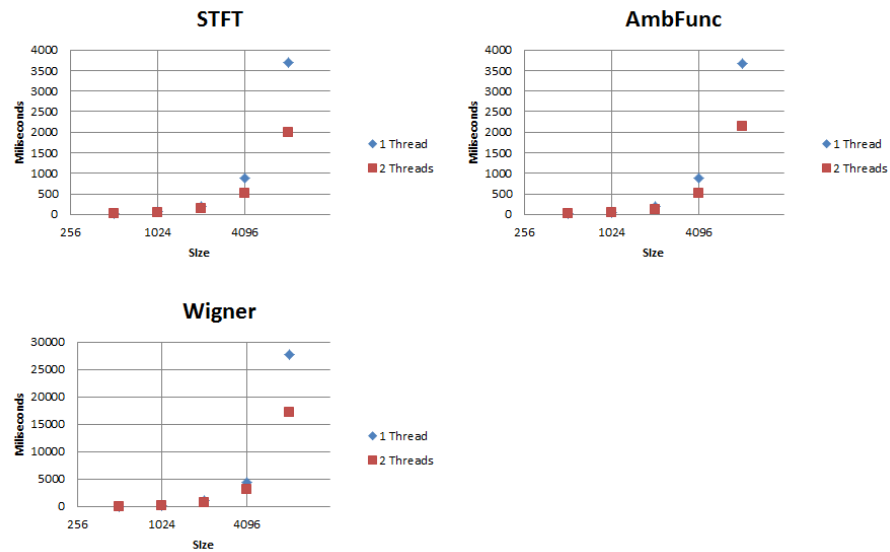 STFT
4000
3500
3000
2500
2000
1500
1000
500
0
Miliseconds
256 1024 4096
SIze
1 Thread
2 Threads
AmbFunc
4000
3500
3000
2500
2000
1500
1000
500
0
Miliseconds
256 1024 4096
SIze
1 Thread
2 Threads
Wigner
30000
25000
20000
15000
10000
5000
0
Miliseconds
256 1024 4096
SIze
1 Thread
2 Threads